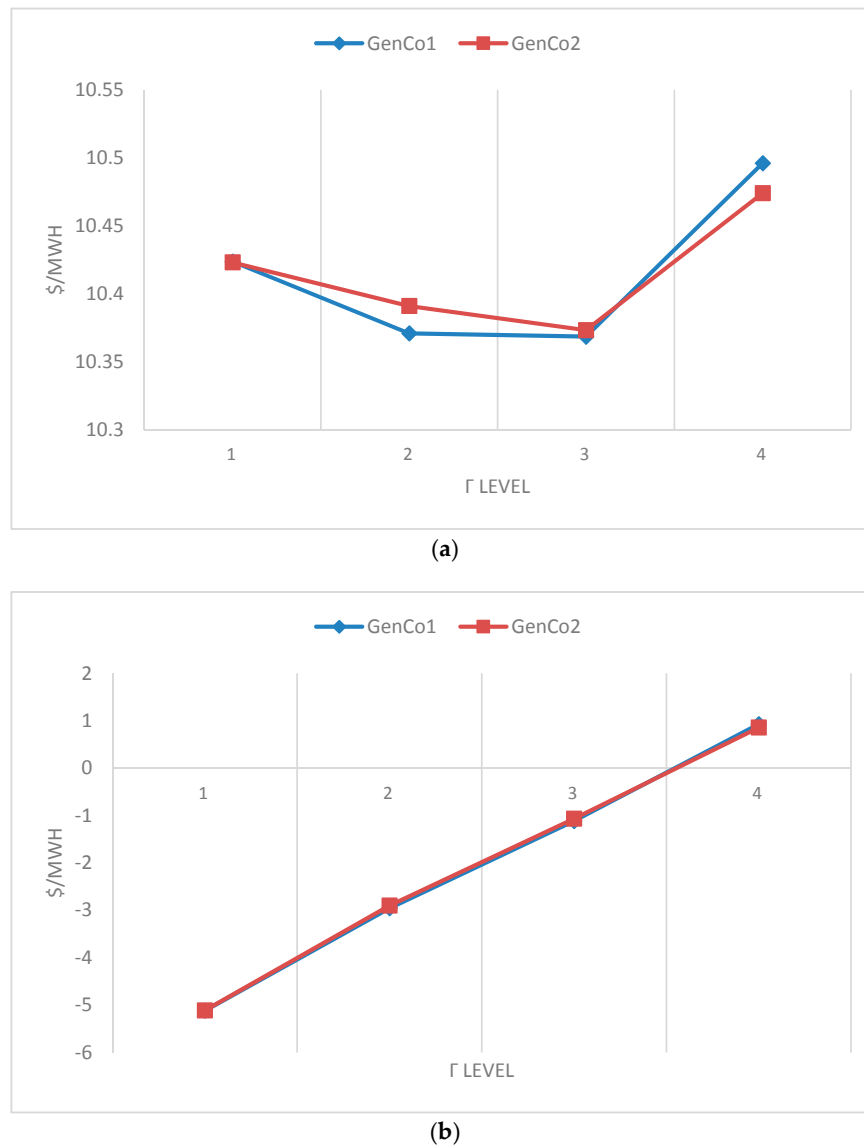 GenCo1 GenCo2
10.55
10.5
10.45
10.4
10.35
10.3
$/MWH
1 2 3 4
Γ LEVEL
(a)
GenCo1 GenCo2
2
1
0
-1
-2
-3
-4
-5
-6
$/MWH
1 2 3 4
Γ LEVEL
(b)